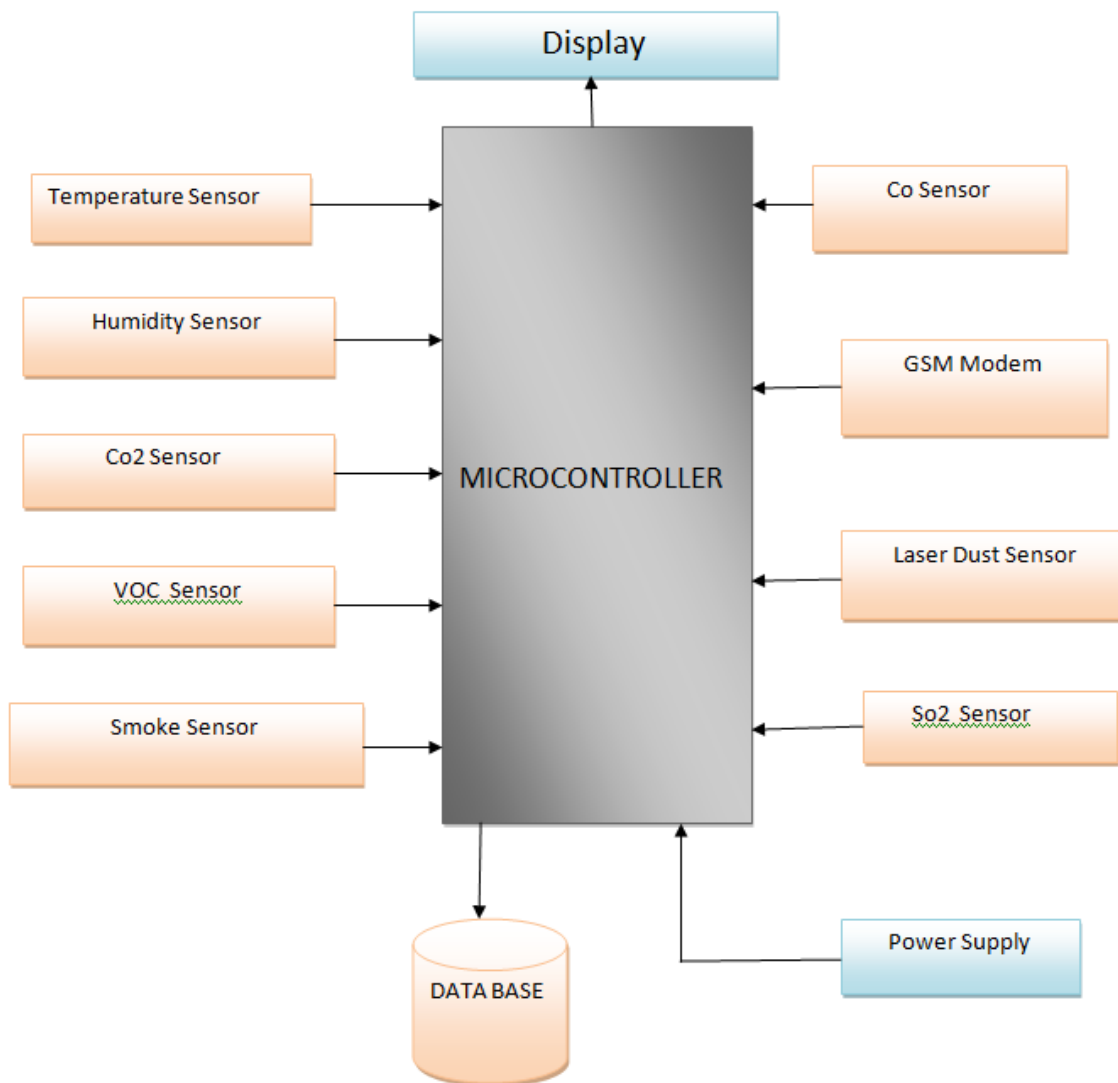 Display
Temperature Sensor
Co Sensor
Humidity Sensor
GSM Modem
Co2 Sensor
MICROCONTROLLER
Laser Dust Sensor
VOC Sensor
So2 Sensor
Smoke Sensor
Power Supply
DATA BASE